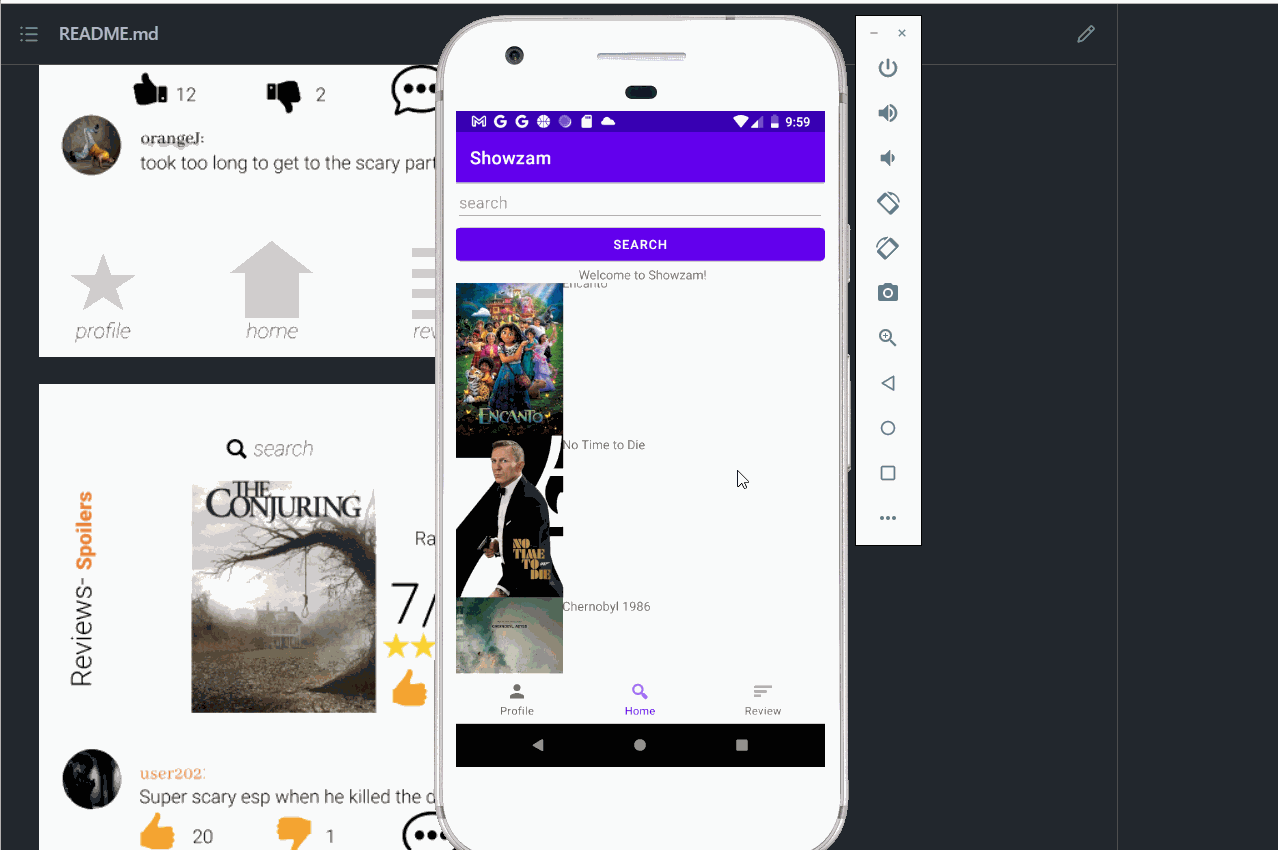 README.md
12
2
orangeJ:
took too long to get to the scary part
profile
home
rev
search
Reviews- Spoilers
THE
CONJURING
Ra
7/
Super scary esp when he killed the d
20
1
9:59
Showzam
search
SEARCH
Welcome to Showzam!
Encanto
ENCANTO
No Time to Die
NO
TIME
TO
DIE
Chernobyl 1986
Profile
Home
Review